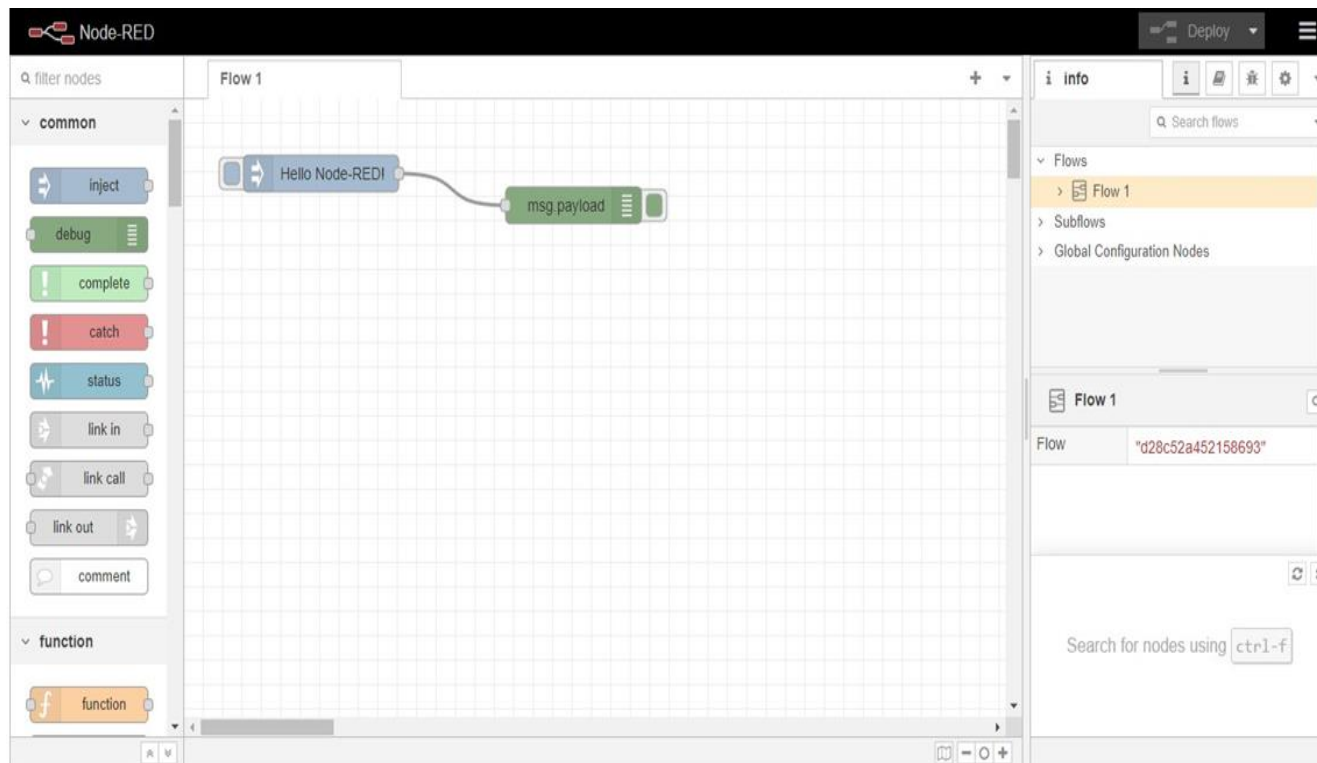 Node-RED
Deploy
filter nodes
Flow 1
i info
i
common
Search flows
inject
Hello Node-RED!
Flows
Flow 1
debug
msg.payload
Subflows
Global Configuration Nodes
complete
catch
status
link in
Flow 1
link call
Flow "d28c52a452158693"
link out
comment
function
Search for nodes using ctrl-f
f function